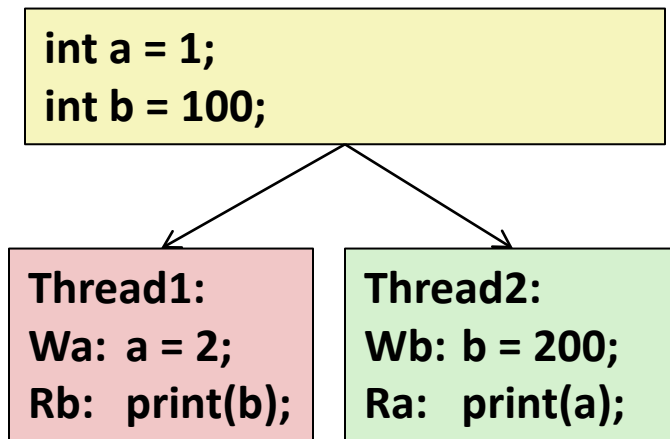 int a = 1;
int b = 100;
Thread1:
Wa: a = 2;
Rb: print(b);
Thread2:
Wb: b = 200;
Ra: print(a);